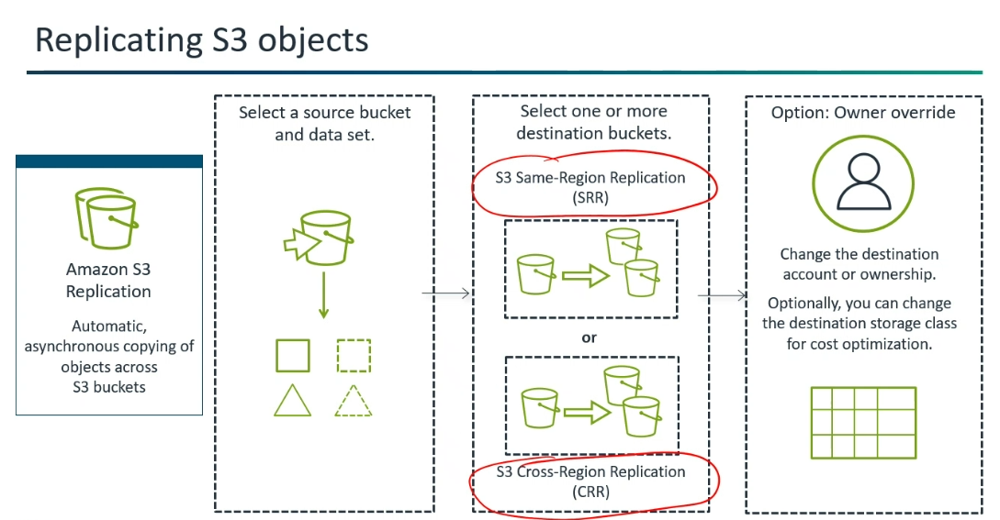 Replicating S3 objects
Amazon S3
Replication
Automatic,
asynchronous copying of
objects across
S3 buckets
Select a source bucket
and data set.
Select one or more
destination buckets.
S3 Same-Region Replication
(SRR)
or
S3 Cross-Region Replication
(CRR)
Option: Owner override
Change the destination
account or ownership.
Optionally, you can change
the destination storage class
for cost optimization.